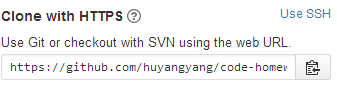 Clone with HTTPS ? Use SSH
Use Git or checkout with SVN using the web URL.
https://github.com/huyangyang/code-homew